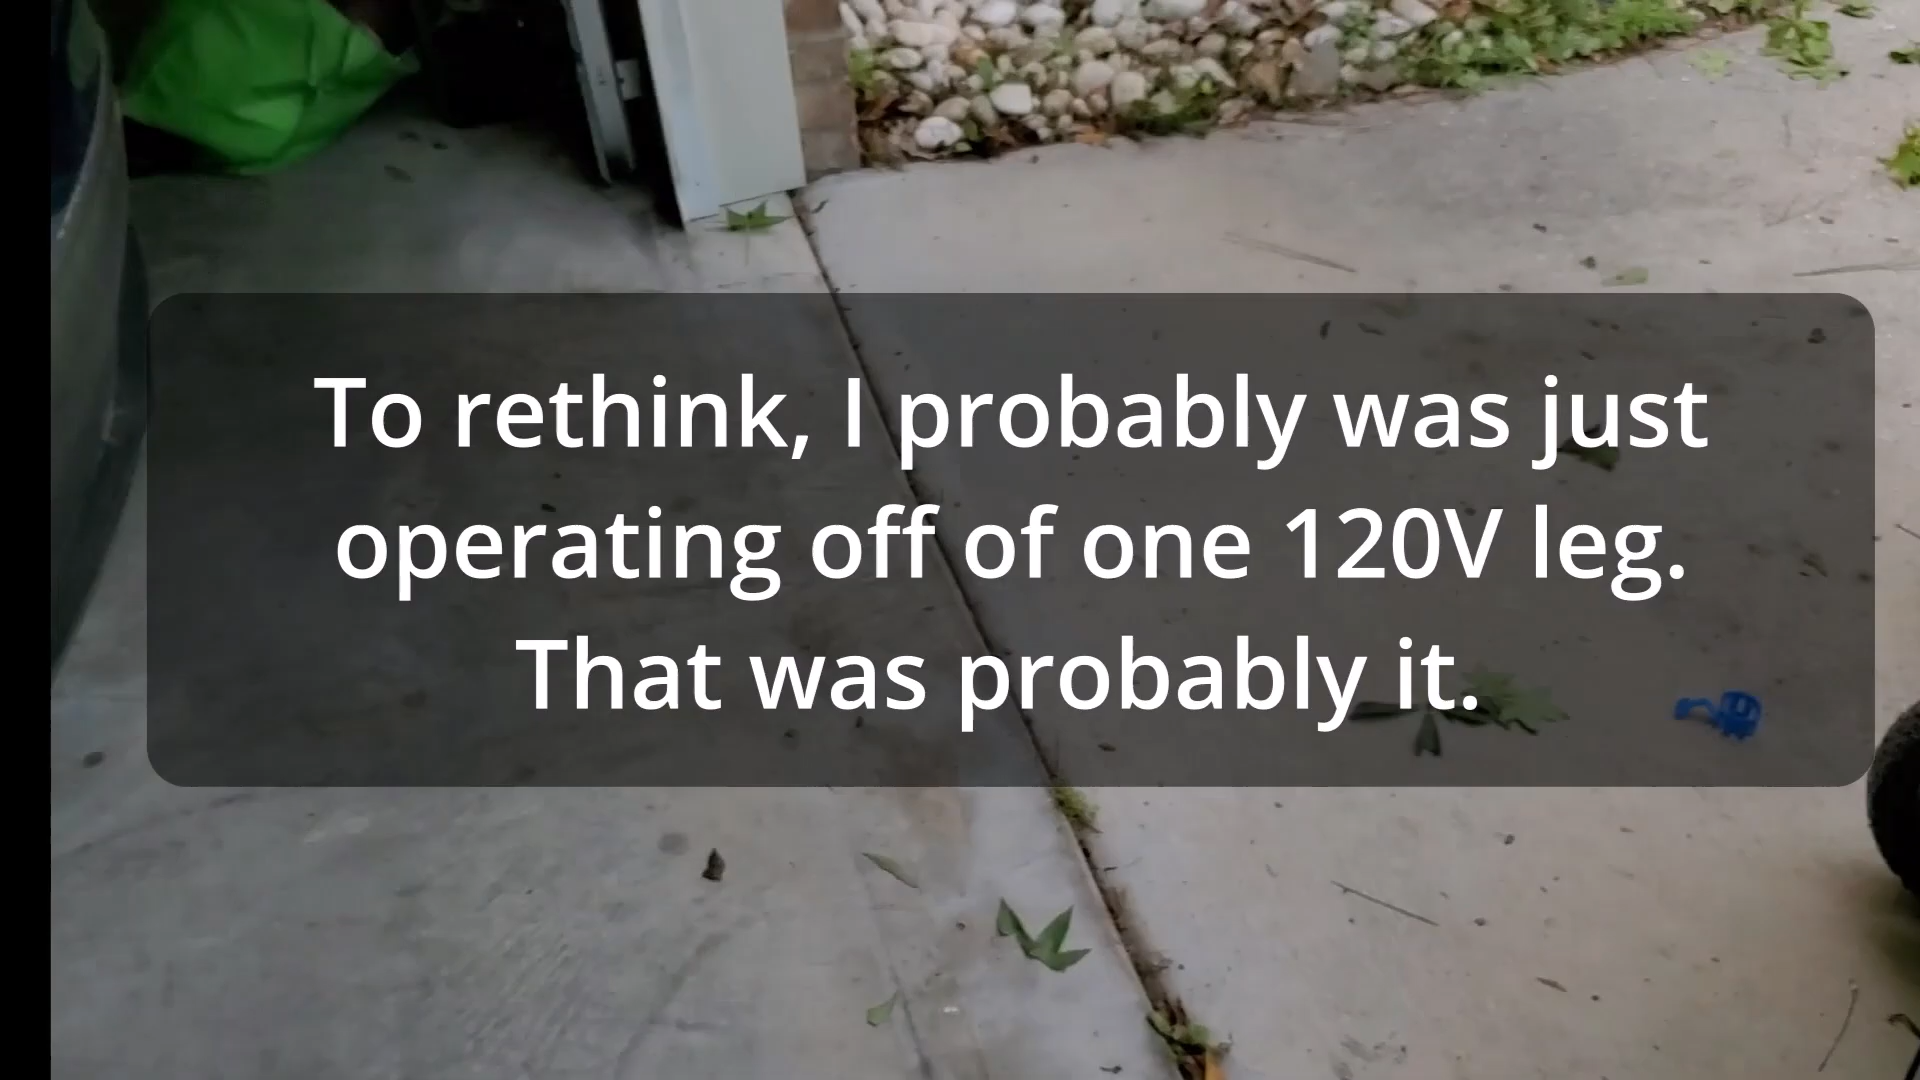 To rethink, I probably was just
operating off of one 120V leg.
That was probably it.